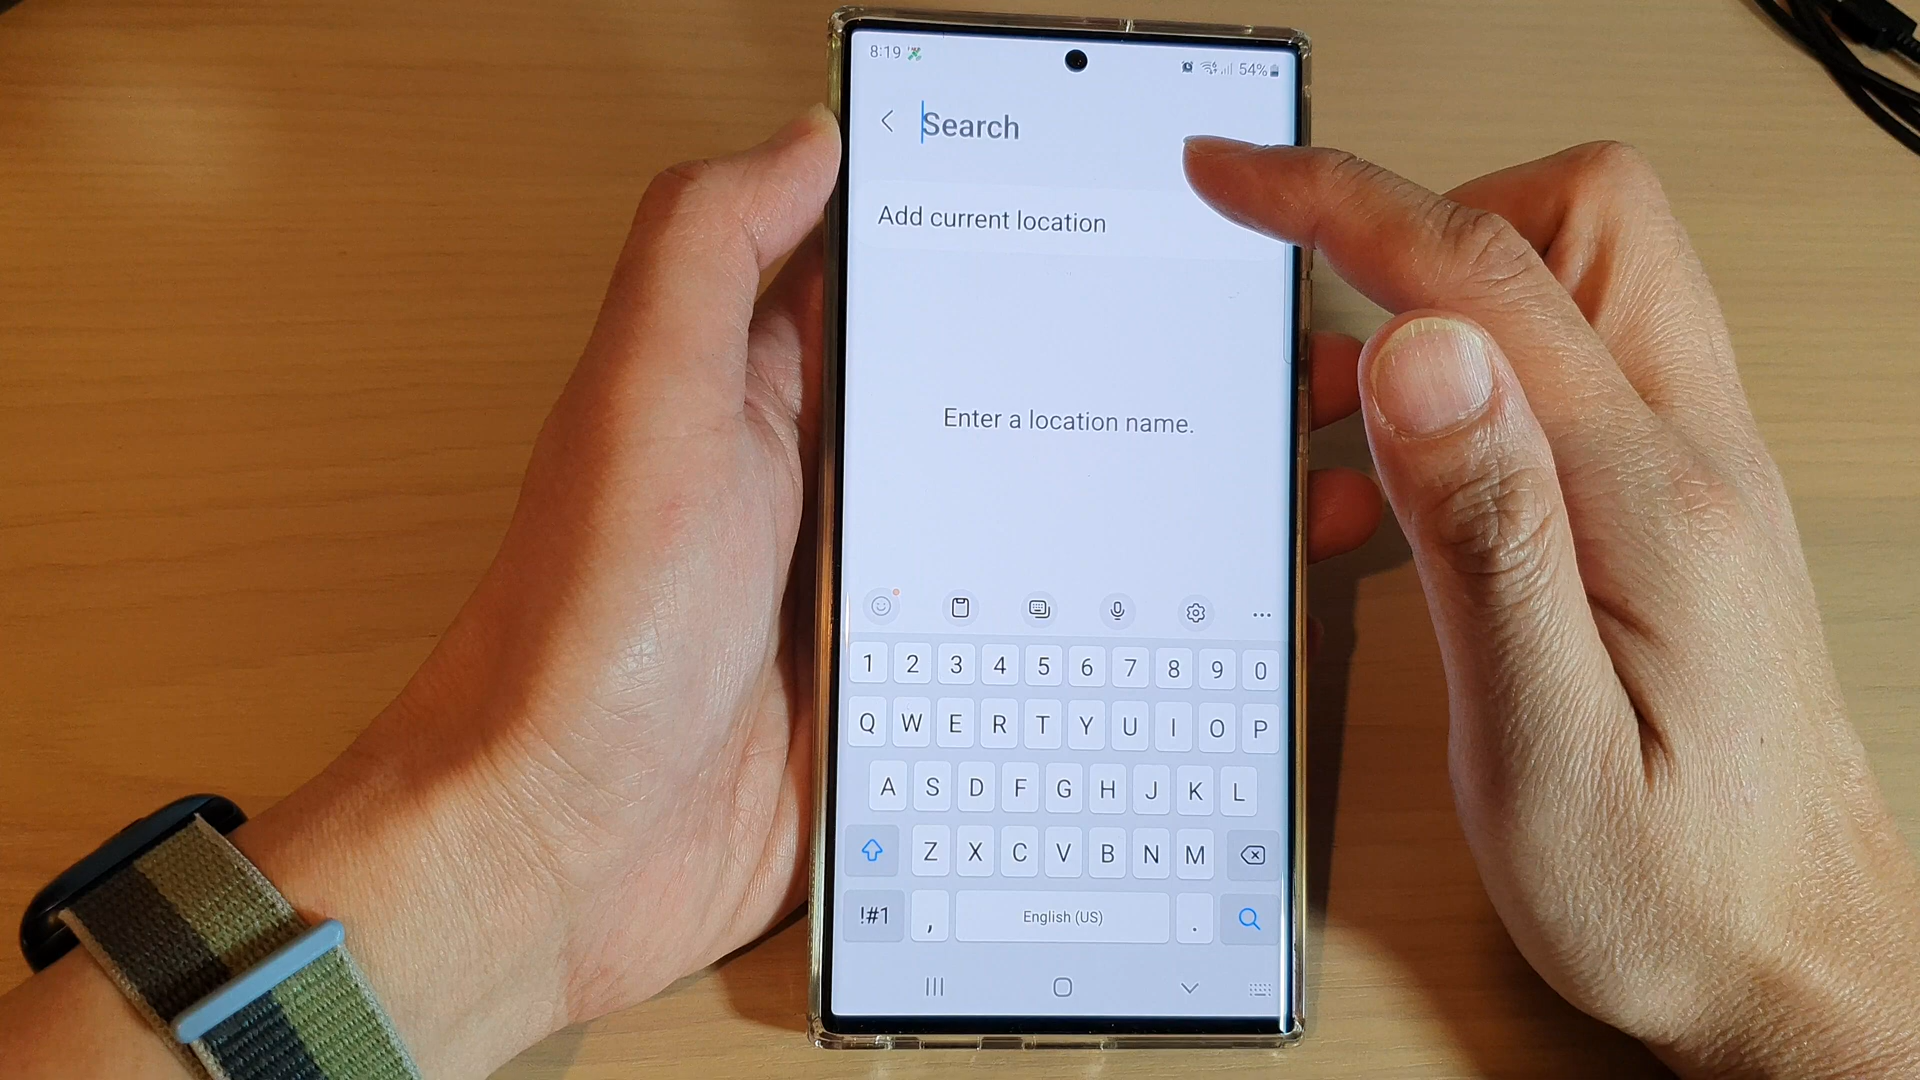 8:19 54%
Search
Add current location
Enter a location name.
1 2 3 4 5 6 7 8 9 0
Q W E R T Y U I O P
A S D F G H J K L
Z X C V B N M
!#1 , English (US) .